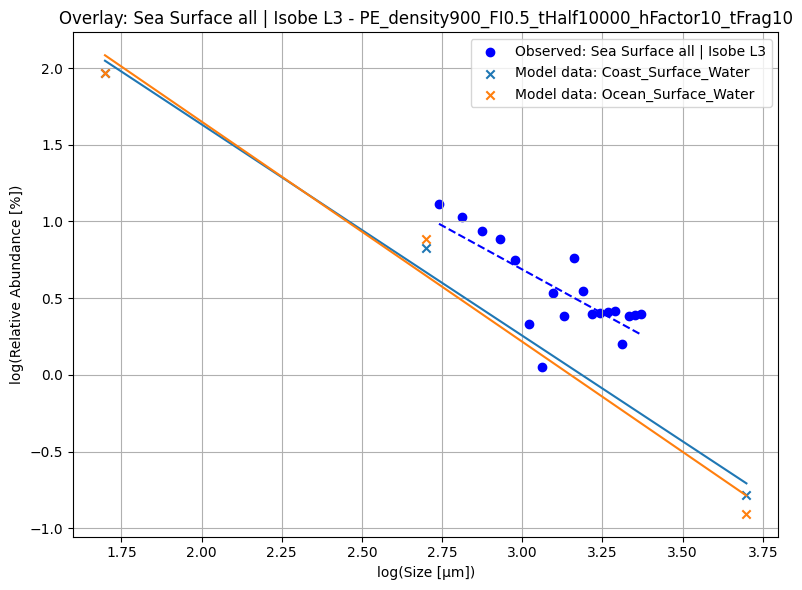 Overlay: Sea Surface all | Isobe L3 - PE_density900_FI0.5_tHalf10000_hFactor10_tFrag10
Observed: Sea Surface all | Isobe L3
Model data: Coast_Surface_Water
Model data: Ocean_Surface_Water
log(Relative Abundance [%])
2.0
1.5
1.0
0.5
0.0
−0.5
−1.0
1.75
2.00
2.25
2.50
2.75
3.00
3.25
3.50
3.75
log(Size [µm])